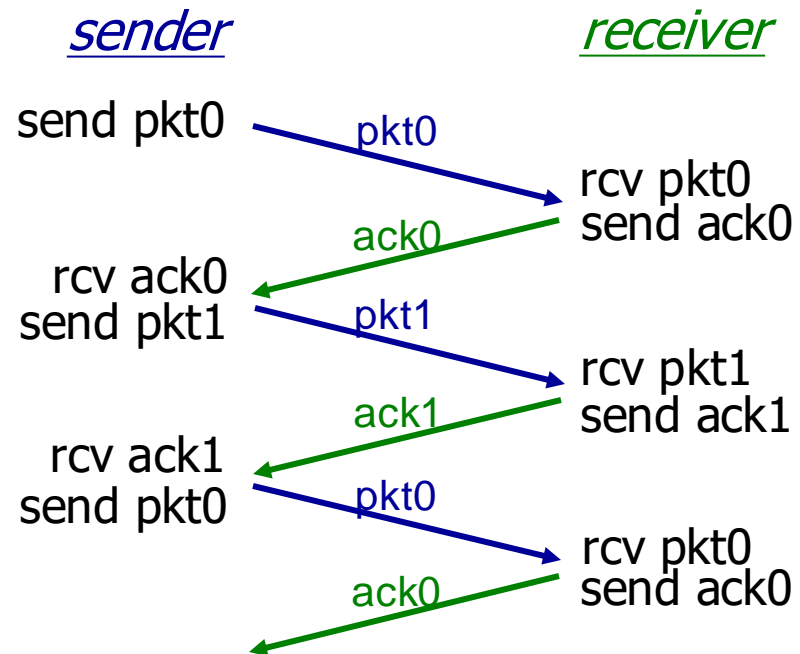 sender
receiver
send pkt0
pkt0
rcv pkt0
send ack0
ack0
rcv ack0
send pkt1
pkt1
rcv pkt1
send ack1
ack1
rcv ack1
send pkt0
pkt0
rcv pkt0
send ack0
ack0